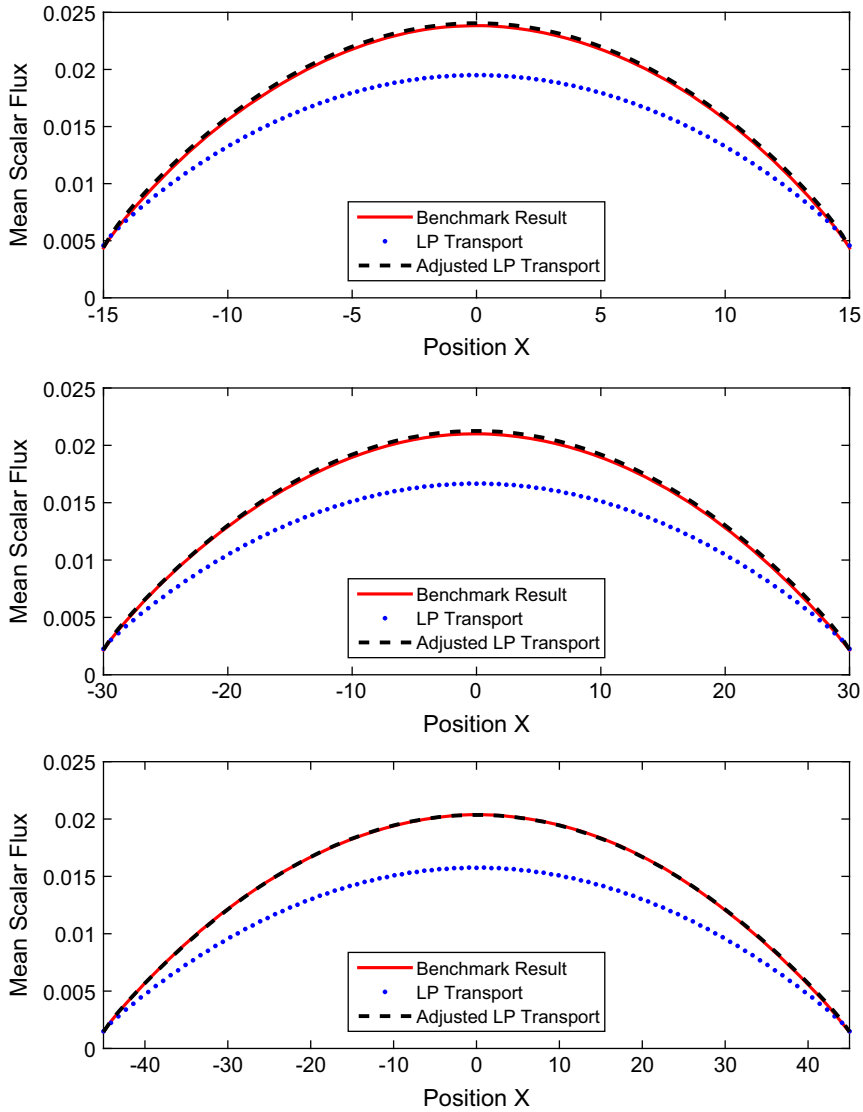 0.025
0.02
0.015
0.01
0.005
0
Mean Scalar Flux
Benchmark Result
LP Transport
Adjusted LP Transport
-15 -10 -5 0 5 10 15
Position X
0.025
0.02
0.015
0.01
0.005
0
Mean Scalar Flux
Benchmark Result
LP Transport
Adjusted LP Transport
-30 -20 -10 0 10 20 30
Position X
0.025
0.02
0.015
0.01
0.005
0
Mean Scalar Flux
Benchmark Result
LP Transport
Adjusted LP Transport
-40 -30 -20 -10 0 10 20 30 40
Position X